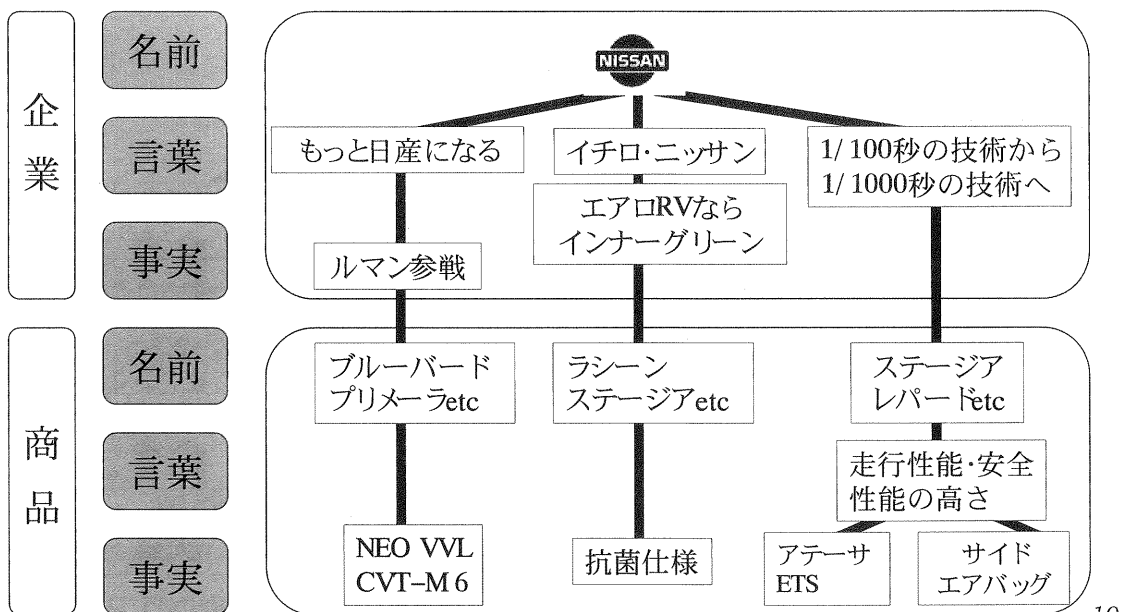 企業
名前
NISSAN
言葉
もっと日産になる
イチロ・ニッサン
1/100秒の技術から
1/1000秒の技術へ
エアロRVなら
インナーグリーン
事実
ルマン参戦
商品
名前
ブルーバード
プリメーラetc
ラシーン
ステージアetc
ステージア
レパードetc
言葉
走行性能・安全
性能の高さ
事実
NEO VVL
CVT-M6
抗菌仕様
アテーサ
ETS
サイド
エアバッグ